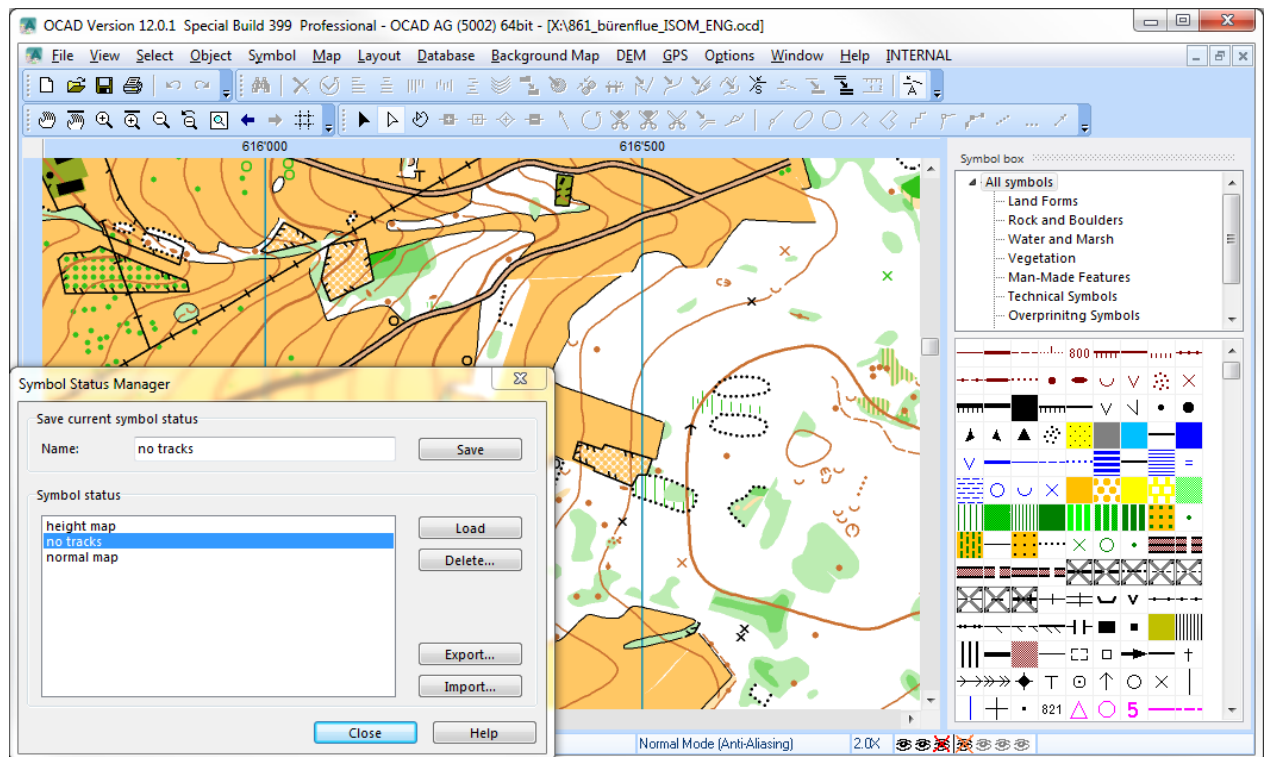 OCAD Version 12.0.1 Special Build 399 Professional - OCAD AG (5002) 64bit - [X:\861_bürenflue_ISOM_ENG.ocd]
File View Select Object Symbol Map Layout Database Background Map DEM GPS Options Window Help INTERNAL
616'000 616'500
Symbol box
All symbols
Land Forms
Rock and Boulders
Water and Marsh
Vegetation
Man-Made Features
Technical Symbols
Overprinitng Symbols
800
Symbol Status Manager
Save current symbol status
Name: no tracks Save
Symbol status
height map
no tracks
normal map
Load
Delete...
Export...
Import...
Close Help
821
5
Normal Mode (Anti-Aliasing) 2.0X